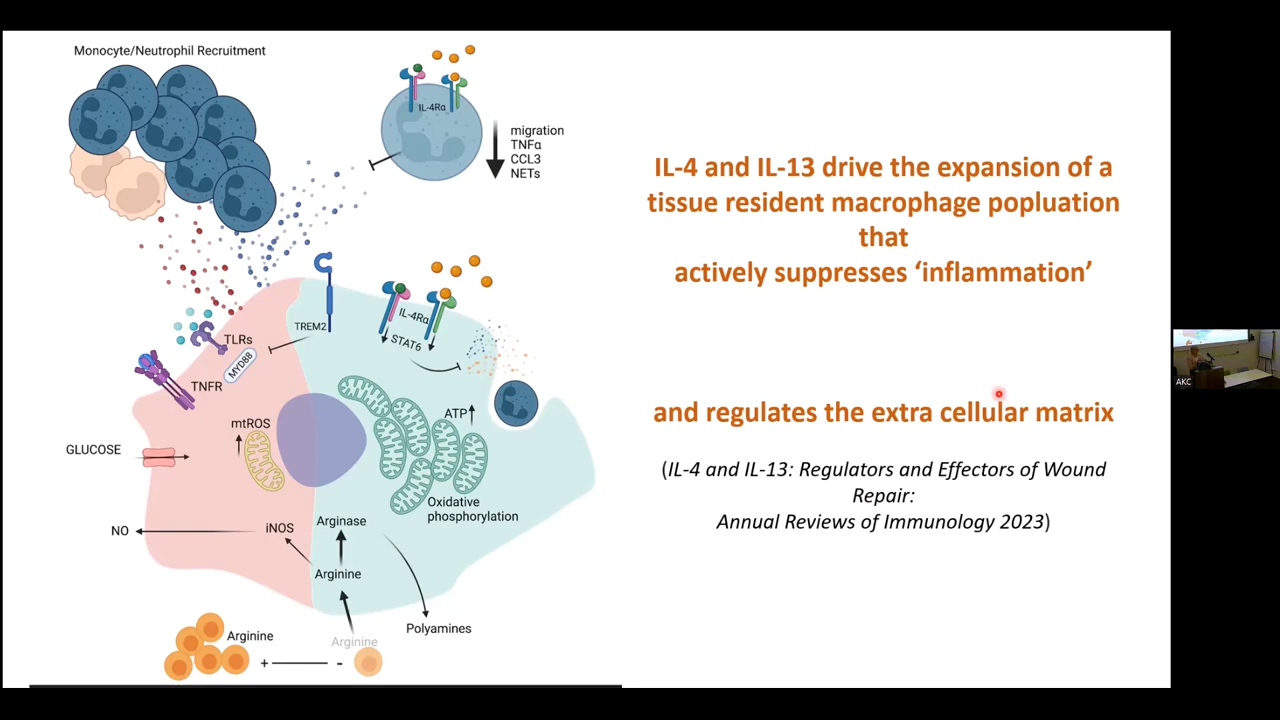 Monocyte/Neutrophil Recruitment
IL-4Rα
migration
TNFα
CCL3
NETs
TREM2
IL-4Rα
STAT6
TLRs
MYD88
TNFR
mtROS
ATP
GLUCOSE
Oxidative
phosphorylation
NO
iNOS
Arginase
Arginine
Polyamines
Arginine
Arginine
+
-
IL-4 and IL-13 drive the expansion of a
tissue resident macrophage popluation
that
actively suppresses ‘inflammation’
and regulates the extra cellular matrix
(IL-4 and IL-13: Regulators and Effectors of Wound
Repair:
Annual Reviews of Immunology 2023)
AKC